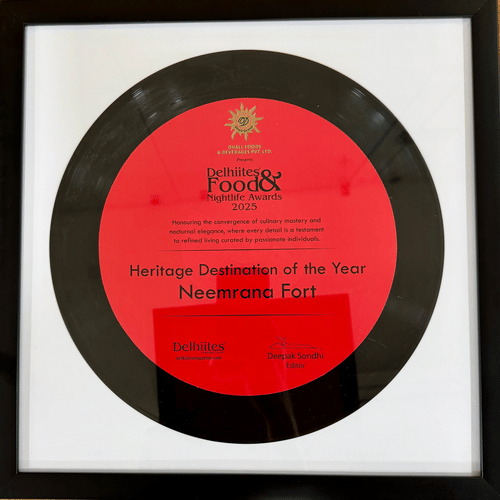 DHALL FOODS
& BEVERAGES PVT. LTD.
Presents
Delhiites
Food&
Nightlife Awards
2025
Honouring the convergence of culinary mastery and
nocturnal elegance, where every detail is a testament
to refined living curated by passionate individuals.
Heritage Destination of the Year
Neemrana Fort
Delhiites
Deepak Sondhi
Editor